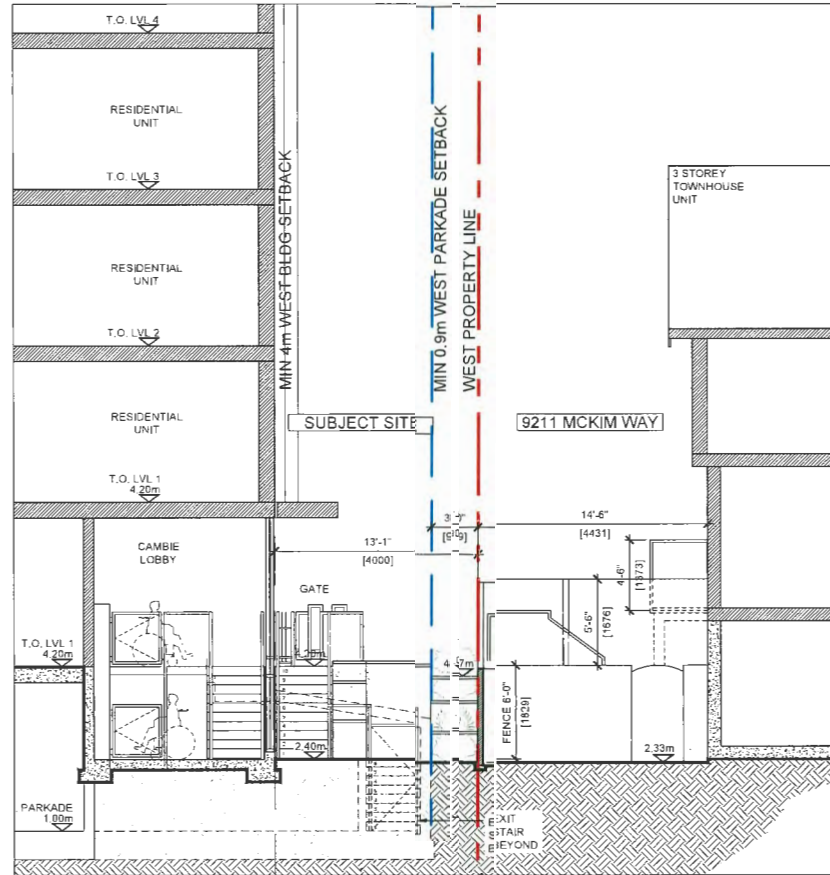 T.O. LVL 4
RESIDENTIAL
UNIT
T.O. LVL 3
RESIDENTIAL
UNIT
T.O. LVL 2
RESIDENTIAL
UNIT
T.O. LVL 1
4.20m
CAMBIE
LOBBY
T.O. LVL 1
4.20m
PARKADE
1.00m
MIN 4m WEST BLDG SETBACK
MIN 0.9m WEST PARKADE SETBACK
WEST PROPERTY LINE
3 STOREY
TOWNHOUSE
UNIT
SUBJECT SITE
9211 MCKIM WAY
13'-1"
[4000]
14'-6"
[4431]
GATE
4'-6"
5'-6"
[1676]
FENCE 6'-0"
[1829]
2.40m
2.33m
STAIR